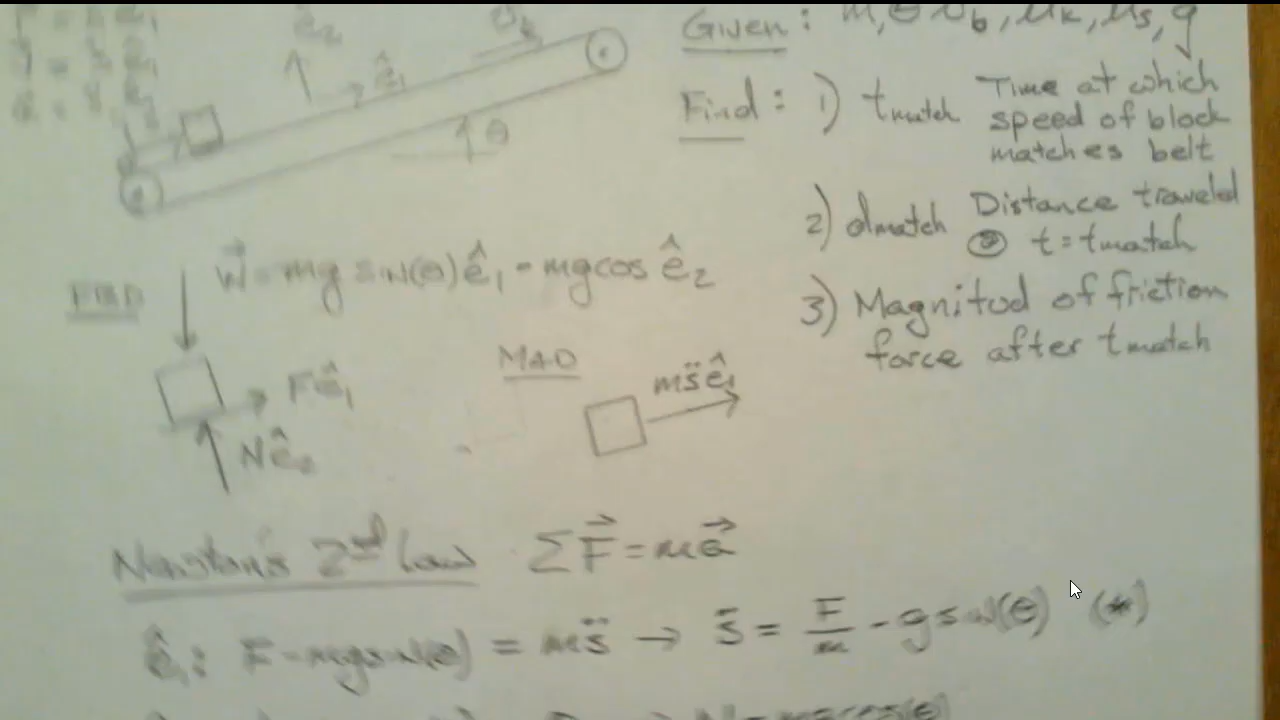 Given: m, θ, v_b, μ_k, μ_s, g
ê₂
v_b
ê₁
θ
Find: 1) t_match Time at which
speed of block
matches belt
2) d_match Distance traveled
@ t = t_match
3) Magnitud of friction
force after t_match
W⃗ = -mg sin(θ) ê₁ - mg cos ê₂
FBD
F ê₁
N ê₂
MAD
m s̈ ê₁
Newton's 2nd law ΣF⃗ = ma⃗
ê₁: F - mg sin(θ) = m s̈ → s̈ = F/m - g sin(θ) (*)